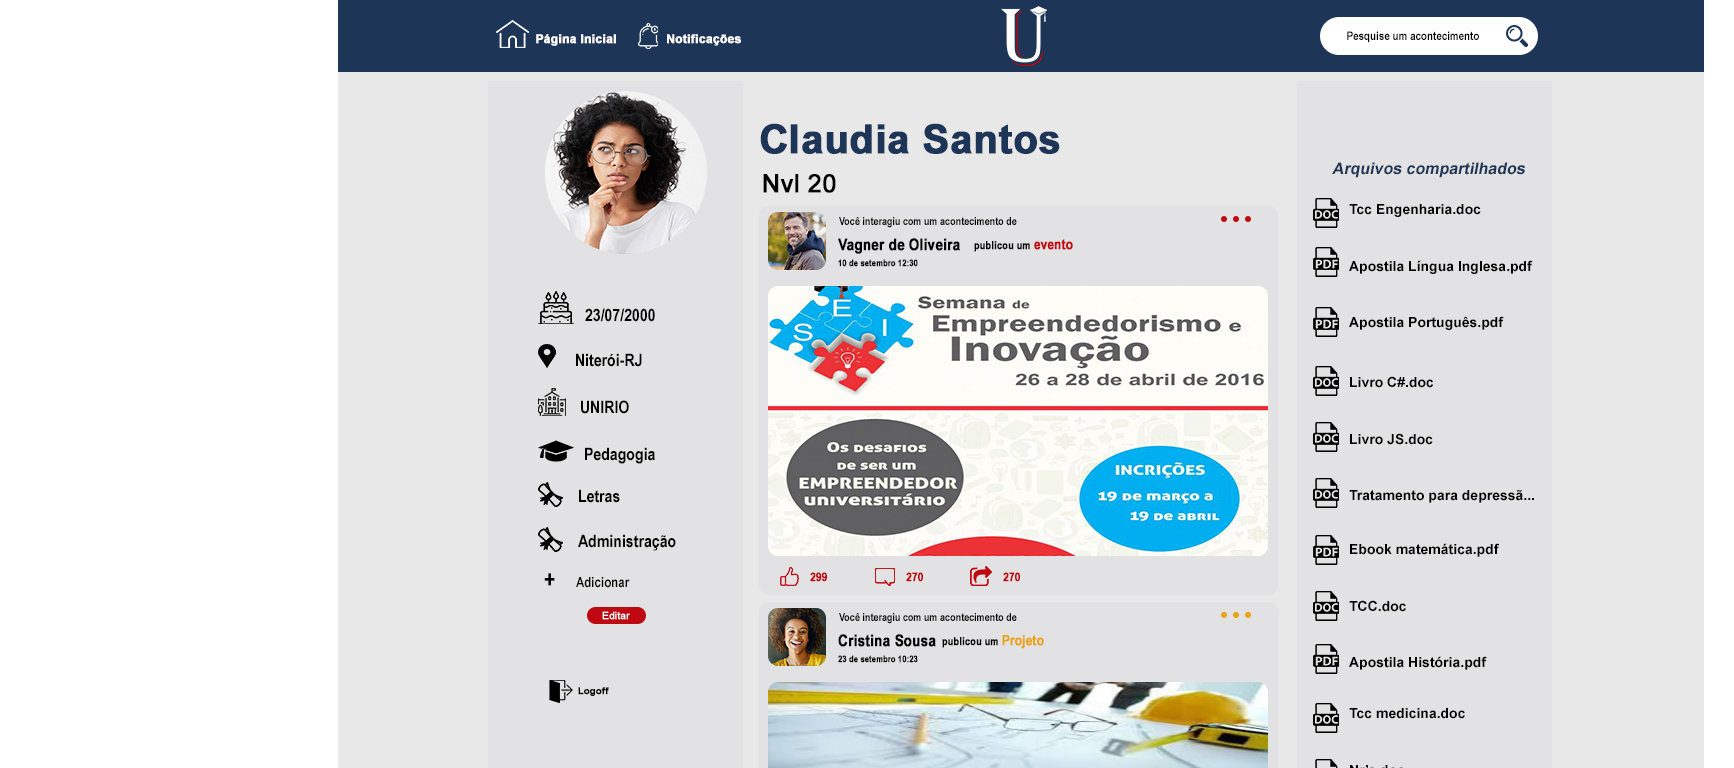 Página Inicial
Notificações
U
Pesquise um acontecimento
23/07/2000
Niterói-RJ
UNIRIO
Pedagogia
Letras
Administração
+ Adicionar
Editar
Logoff
Claudia Santos
Nvl 20
Você interagiu com um acontecimento de
Vagner de Oliveira publicou um evento
10 de setembro 12:30
S E I
Semana de
Empreendedorismo e
Inovação
26 a 28 de abril de 2016
Os desafios
de ser um
empreendedor
universitário
INCRIÇÕES
19 de março a
19 de abril
299
270
270
Você interagiu com um acontecimento de
Cristina Sousa publicou um Projeto
23 de setembro 10:23
Arquivos compartilhados
DOC Tcc Engenharia.doc
PDF Apostila Língua Inglesa.pdf
PDF Apostila Português.pdf
DOC Livro C#.doc
DOC Livro JS.doc
DOC Tratamento para depressã...
PDF Ebook matemática.pdf
DOC TCC.doc
PDF Apostila História.pdf
DOC Tcc medicina.doc